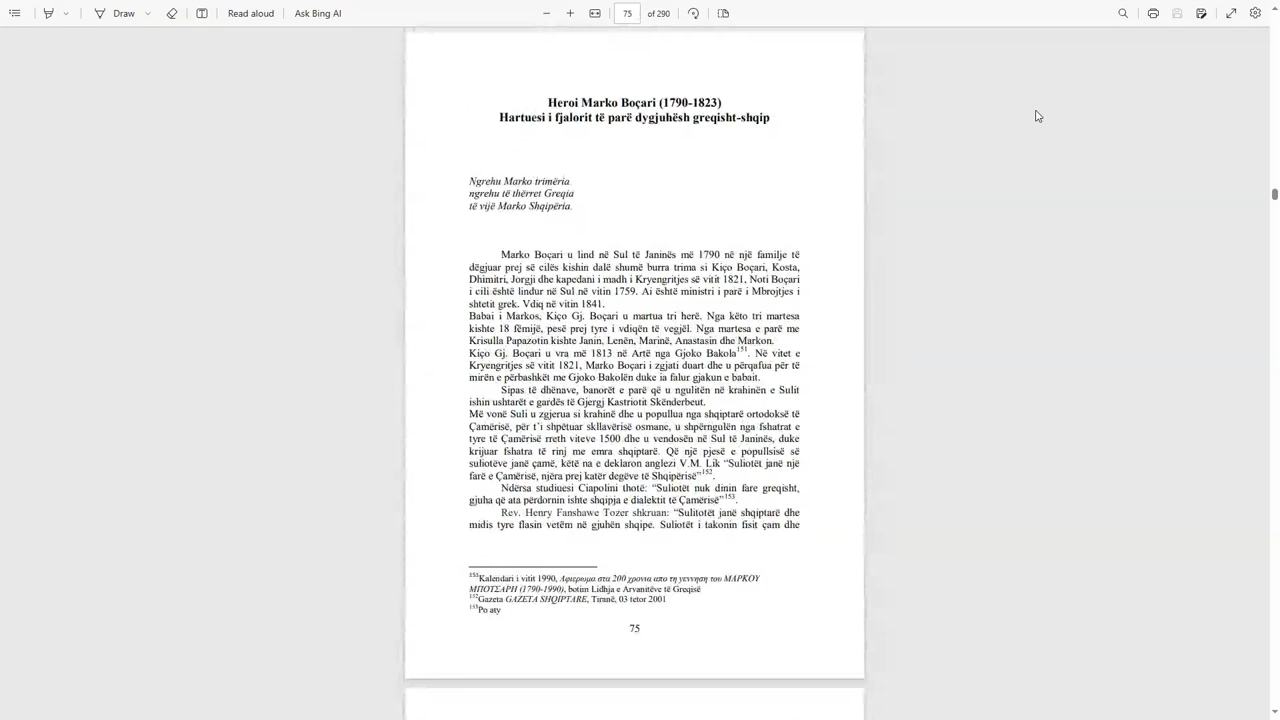 Draw
Read aloud
Ask Bing AI
75
of 290
Heroi Marko Boçari (1790-1823)
Hartuesi i fjalorit të parë dygjuhësh greqisht-shqip
Ngrehu Marko trimëria
ngrehu të thërret Greqia
të vijë Marko Shqipëria.
Marko Boçari u lind në Sul të Janinës më 1790 në një familje të
dëgjuar prej së cilës kishin dalë shumë burra trima si Kiço Boçari, Kosta,
Dhimitri, Jorgji dhe kapedani i madh i Kryengritjes së vitit 1821, Noti Boçari
i cili është lindur në Sul në vitin 1759. Ai është ministri i parë i Mbrojtjes i
shtetit grek. Vdiq në vitin 1841.
Babai i Markos, Kiço Gj. Boçari u martua tri herë. Nga këto tri martesa
kishte 18 fëmijë, pesë prej tyre i vdiqën të vegjël. Nga martesa e parë me
Krisulla Papazotin kishte Janin, Lenën, Marinë, Anastasin dhe Markon.
Kiço Gj. Boçari u vra më 1813 në Artë nga Gjoko Bakola151. Në vitet e
Kryengritjes së vitit 1821, Marko Boçari i zgjati duart dhe u përqafua për të
mirën e përbashkët me Gjoko Bakolën duke ia falur gjakun e babait.
Sipas të dhënave, banorët e parë që u ngulitën në krahinën e Sulit
ishin ushtarët e gardës të Gjergj Kastriotit Skënderbeut.
Më vonë Suli u zgjerua si krahinë dhe u popullua nga shqiptarë ortodoksë të
Çamërisë, për t'i shpëtuar skllavërisë osmane, u shpërngulën nga fshatrat e
tyre të Çamërisë rreth viteve 1500 dhe u vendosën në Sul të Janinës, duke
krijuar fshatra të rinj me emra shqiptarë. Që një pjesë e popullsisë së
suliotëve janë çamë, këtë na e deklaron anglezi V.M. Lik "Suliotët janë një
farë e Çamërisë, njëra prej katër degëve të Shqipërisë"152.
Ndërsa studiuesi Ciapolini thotë: "Suliotët nuk dinin fare greqisht,
gjuha që ata përdornin ishte shqipja e dialektit të Çamërisë"153.
Rev. Henry Fanshawe Tozer shkruan: "Sulitotët janë shqiptarë dhe
midis tyre flasin vetëm në gjuhën shqipe. Suliotët i takonin fisit çam dhe
151Kalendari i vitit 1990, Αφιερωμα στα 200 χρονια απο τη γεννηση του ΜΑΡΚΟΥ
ΜΠΟΤΣΑΡΗ (1790-1990), botim Lidhja e Arvanitëve të Greqisë
152Gazeta GAZETA SHQIPTARE, Tiranë, 03 tetor 2001
153Po aty
75